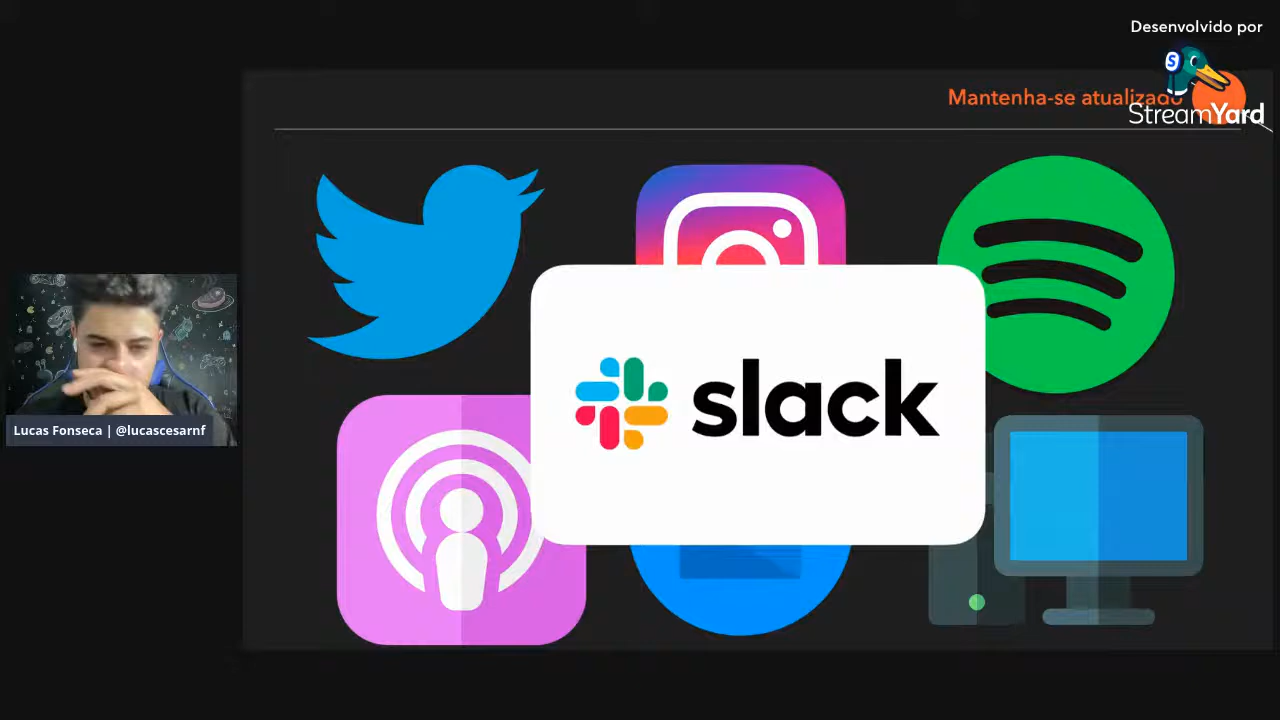 Desenvolvido por
Mantenha-se atualizado
StreamYard
slack
Lucas Fonseca | @lucascesarnf